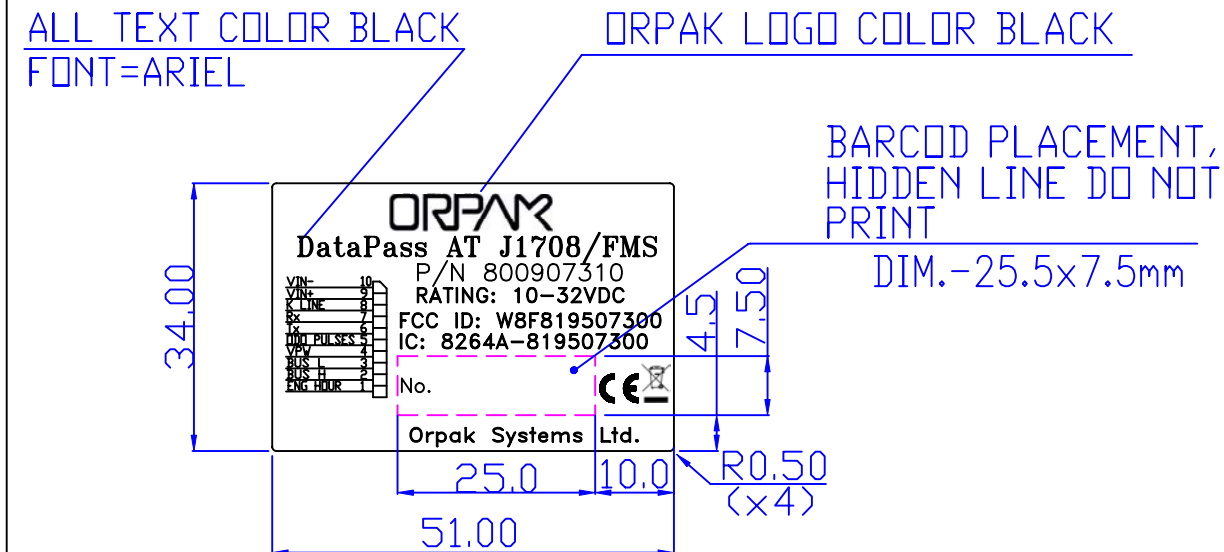 ALL TEXT COLOR BLACK
FONT=ARIEL
ORPAK LOGO COLOR BLACK
BARCOD PLACEMENT,
HIDDEN LINE DO NOT
PRINT
DIM.-25.5x7.5mm
ORPAK
DataPass AT J1708/FMS
P/N 800907310
RATING: 10-32VDC
FCC ID: W8F819507300
IC: 8264A-819507300
VIN- 10
VIN+ 9
K LINE 8
Rx 7
Tx 6
ODO PULSES 5
VPW 4
BUS L 3
BUS H 2
ENG HOUR 1
No.
CE
Orpak Systems Ltd.
34.00
4.5
7.50
25.0
10.0
R0.50
(x4)
51.00